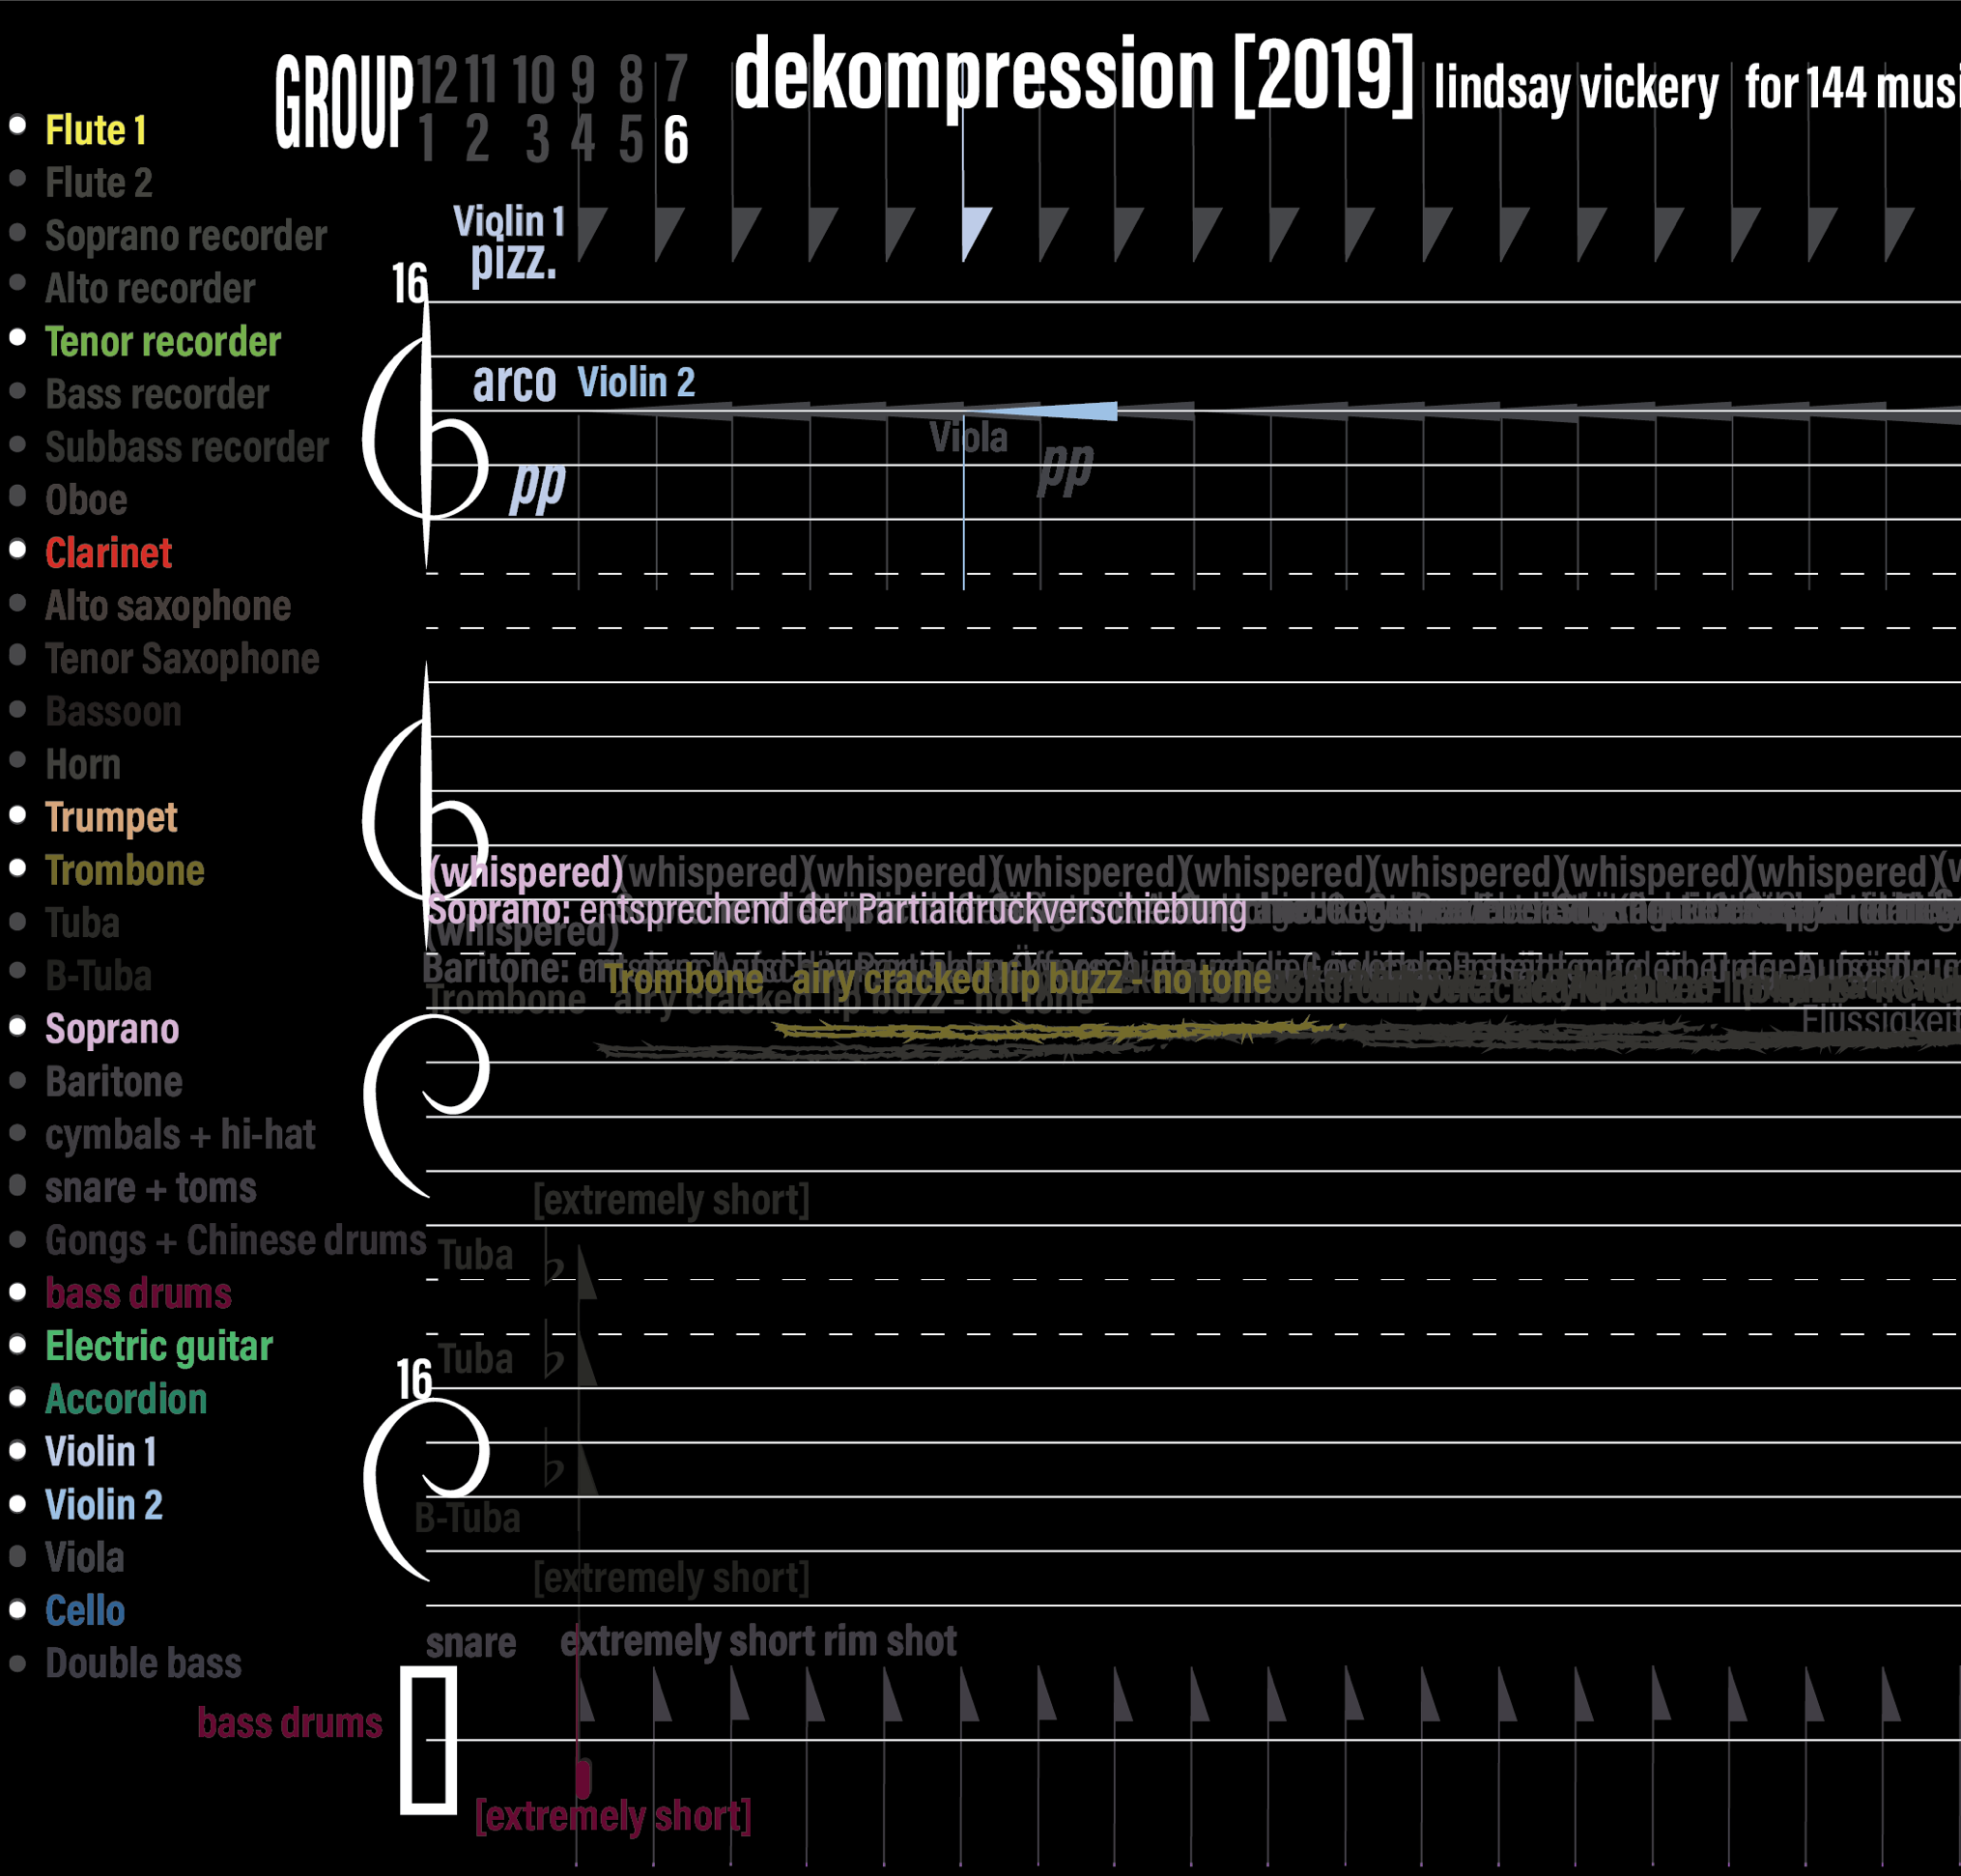 dekompression [2019] lindsay vickery for 144 musi
GROUP
12 11 10 9 8 7
1 2 3 4 5 6
Flute 1
Flute 2
Soprano recorder
Alto recorder
Tenor recorder
Bass recorder
Subbass recorder
Oboe
Clarinet
Alto saxophone
Tenor Saxophone
Bassoon
Horn
Trumpet
Trombone
Tuba
B-Tuba
Soprano
Baritone
cymbals + hi-hat
snare + toms
Gongs + Chinese drums
bass drums
Electric guitar
Accordion
Violin 1
Violin 2
Viola
Cello
Double bass
Violin 1
pizz.
16
arco Violin 2
Viola
pp pp
(whispered)(whispered)(whispered)(whispered)(whispered)(whispered)(whispered)(whispered)(w
Soprano: entsprechend der Partialdruckverschiebung
(whispered)
Baritone:
Trombone airy cracked lip buzz - no tone
Trombone airy cracked lip buzz - no tone
Flüssigkeit
[extremely short]
Tuba
Tuba
16
B-Tuba
[extremely short]
snare extremely short rim shot
bass drums
[extremely short]